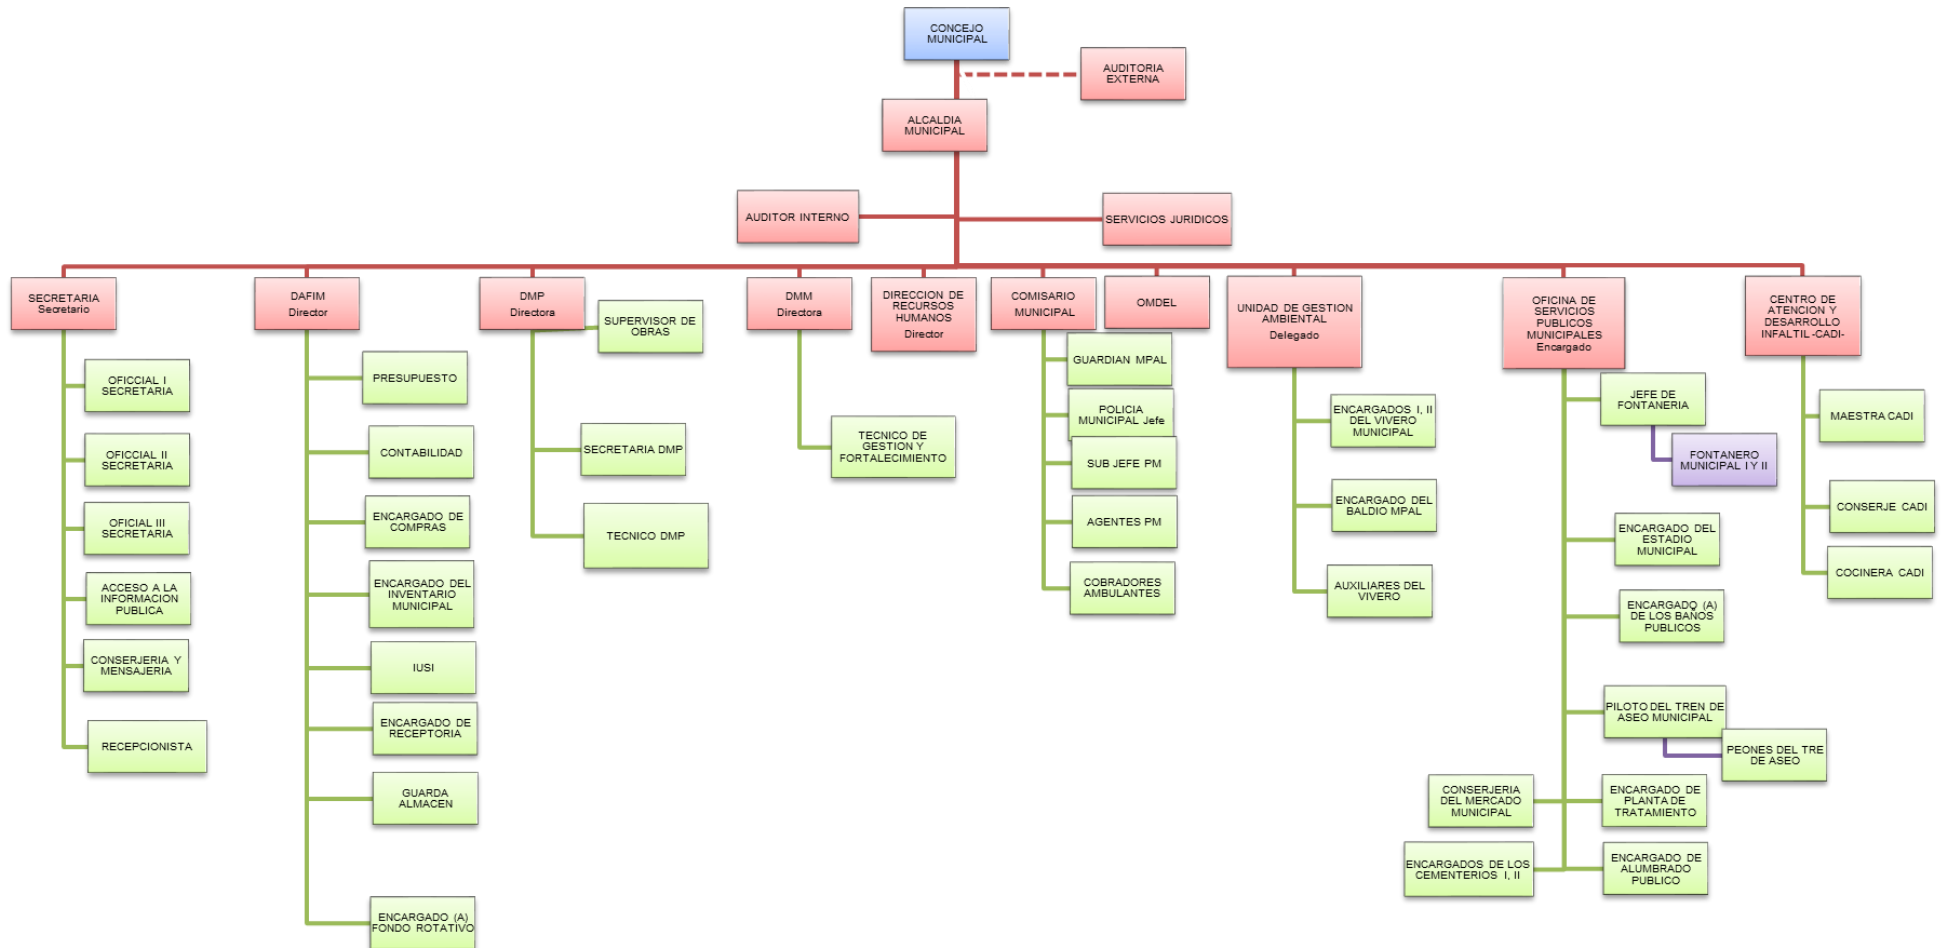 CONCEJO
MUNICIPAL
AUDITORIA
EXTERNA
ALCALDIA
MUNICIPAL
AUDITOR INTERNO
SERVICIOS JURIDICOS
SECRETARIA
Secretario
DAFIM
Director
DMP
Directora
DMM
Directora
DIRECCION DE
RECURSOS
HUMANOS
Director
COMISARIO
MUNICIPAL
OMDEL
UNIDAD DE GESTION
AMBIENTAL
Delegado
OFICINA DE
SERVICIOS
PUBLICOS
MUNICIPALES
Encargado
CENTRO DE
ATENCION Y
DESARROLLO
INFALTIL -CADI-
OFICCIAL I
SECRETARIA
OFICCIAL II
SECRETARIA
OFICIAL III
SECRETARIA
ACCESO A LA
INFORMACION
PUBLICA
CONSERJERIA Y
MENSAJERIA
RECEPCIONISTA
PRESUPUESTO
CONTABILIDAD
ENCARGADO DE
COMPRAS
ENCARGADO DEL
INVENTARIO
MUNICIPAL
IUSI
ENCARGADO DE
RECEPTORIA
GUARDA
ALMACEN
ENCARGADO (A)
FONDO ROTATIVO
SUPERVISOR DE
OBRAS
SECRETARIA DMP
TECNICO DMP
TECNICO DE
GESTION Y
FORTALECIMIENTO
GUARDIAN MPAL
POLICIA
MUNICIPAL Jefe
SUB JEFE PM
AGENTES PM
COBRADORES
AMBULANTES
ENCARGADOS I, II
DEL VIVERO
MUNICIPAL
ENCARGADO DEL
BALDIO MPAL
AUXILIARES DEL
VIVERO
JEFE DE
FONTANERIA
FONTANERO
MUNICIPAL I Y II
ENCARGADO DEL
ESTADIO
MUNICIPAL
ENCARGADO (A)
DE LOS BAÑOS
PUBLICOS
PILOTO DEL TREN DE
ASEO MUNICIPAL
PEONES DEL TRE
DE ASEO
CONSERJERIA
DEL MERCADO
MUNICIPAL
ENCARGADO DE
PLANTA DE
TRATAMIENTO
ENCARGADOS DE LOS
CEMENTERIOS I, II
ENCARGADO DE
ALUMBRADO
PUBLICO
MAESTRA CADI
CONSERJE CADI
COCINERA CADI